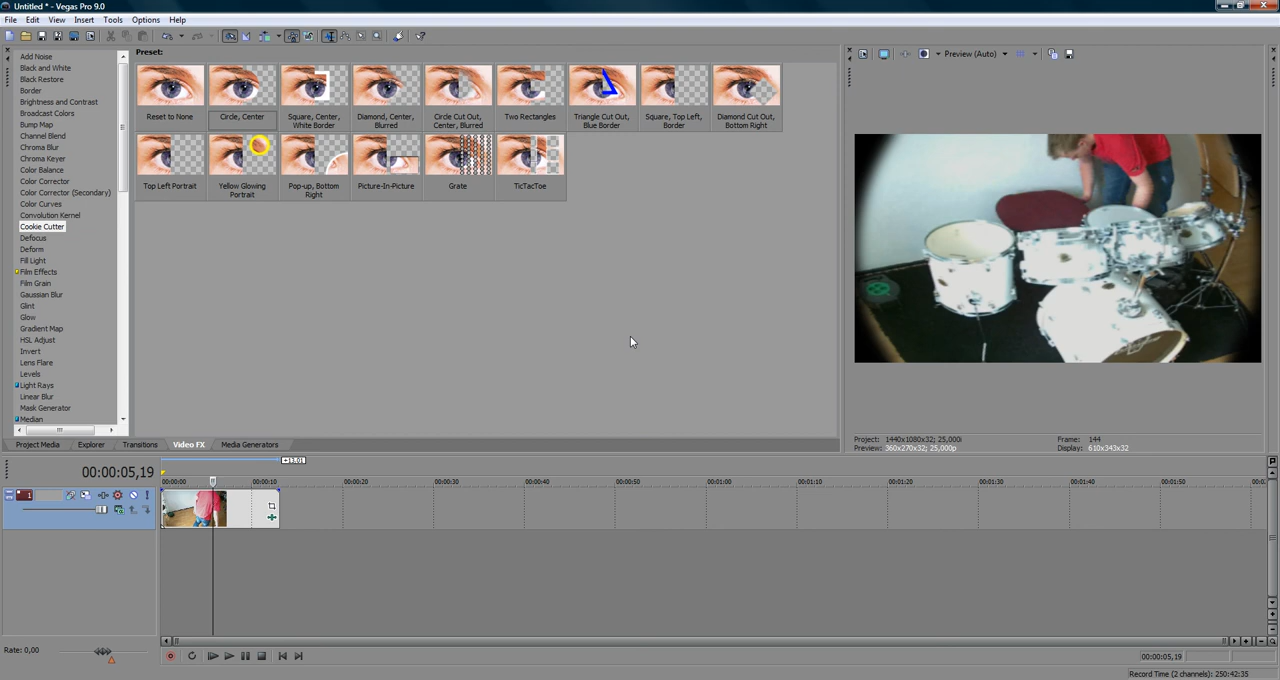 Untitled * - Vegas Pro 9.0
File Edit View Insert Tools Options Help
Preset:
Preview (Auto)
Add Noise
Black and White
Black Restore
Border
Brightness and Contrast
Broadcast Colors
Bump Map
Channel Blend
Chroma Blur
Chroma Keyer
Color Balance
Color Corrector
Color Corrector (Secondary)
Color Curves
Convolution Kernel
Cookie Cutter
Defocus
Deform
Fill Light
Film Effects
Film Grain
Gaussian Blur
Glint
Glow
Gradient Map
HSL Adjust
Invert
Lens Flare
Levels
Light Rays
Linear Blur
Mask Generator
Median
Reset to None
Circle, Center
Square, Center,
White Border
Diamond, Center,
Blurred
Circle Cut Out,
Center, Blurred
Two Rectangles
Triangle Cut Out,
Blue Border
Square, Top Left,
Border
Diamond Cut Out,
Bottom Right
Top Left Portrait
Yellow Glowing
Portrait
Pop-up, Bottom
Right
Picture-In-Picture
Grate
TicTacToe
Project Media Explorer Transitions Video FX Media Generators
Project: 1440x1080x32; 25,000i
Preview: 360x270x32; 25,000p
Frame: 144
Display: 610x343x32
00:00:05,19
+13.01
00:00:00 00:00:10 00:00:20 00:00:30 00:00:40 00:00:50 00:01:00 00:01:10 00:01:20 00:01:30 00:01:40 00:01:50
1
Rate: 0,00
00:00:05,19
Record Time (2 channels): 250:42:35